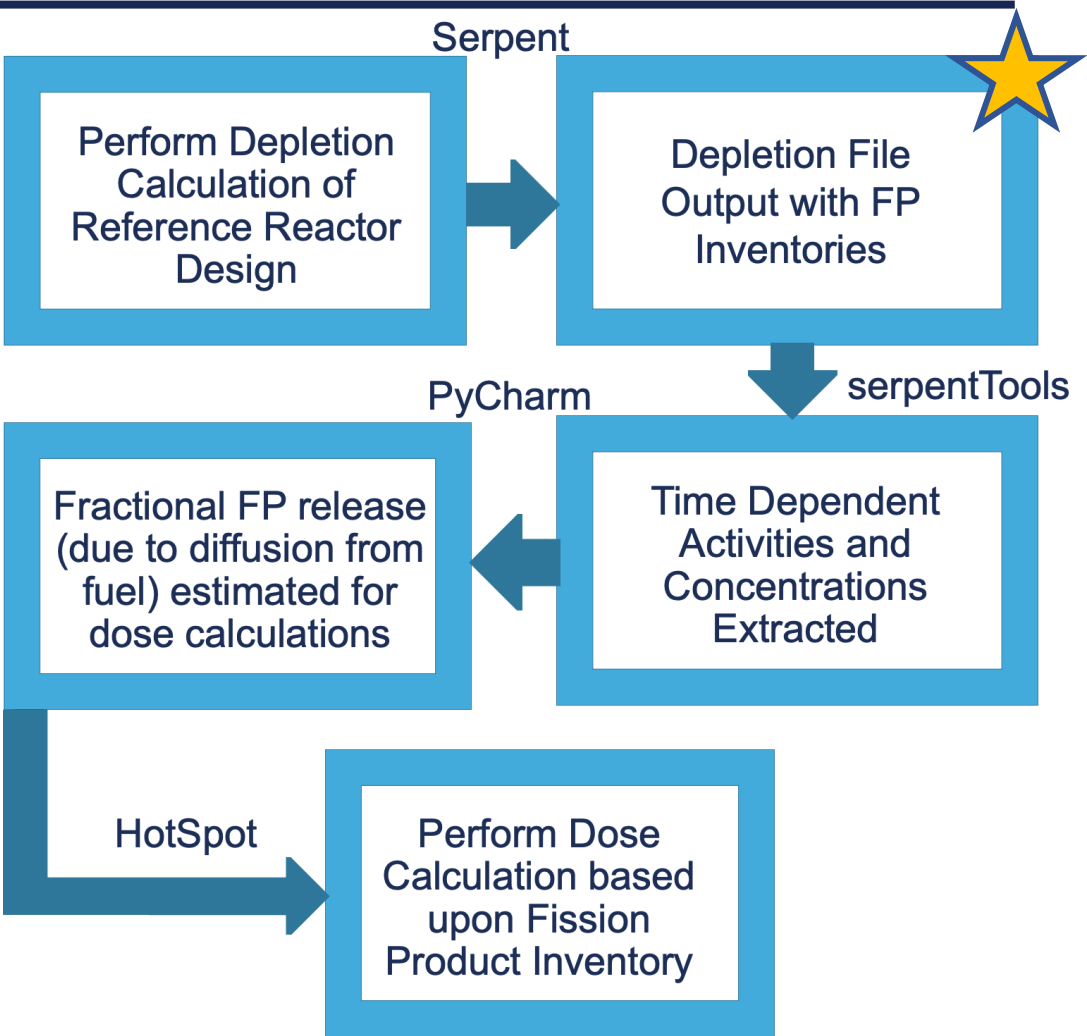 Serpent
Perform Depletion
Calculation of
Reference Reactor
Design
Depletion File
Output with FP
Inventories
serpentTools
Time Dependent
Activities and
Concentrations
Extracted
PyCharm
Fractional FP release
(due to diffusion from
fuel) estimated for
dose calculations
HotSpot
Perform Dose
Calculation based
upon Fission
Product Inventory